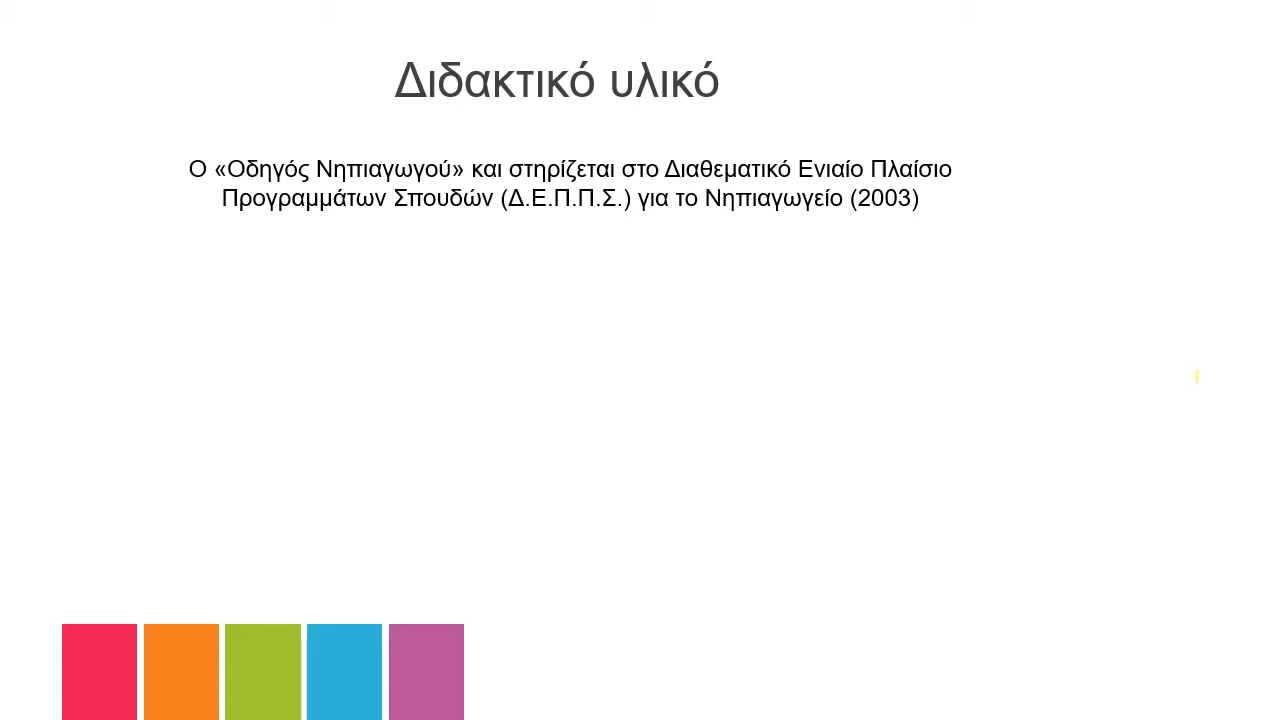 Διδακτικό υλικό
Ο «Οδηγός Νηπιαγωγού» και στηρίζεται στο Διαθεματικό Ενιαίο Πλαίσιο
Προγραμμάτων Σπουδών (Δ.Ε.Π.Π.Σ.) για το Νηπιαγωγείο (2003)